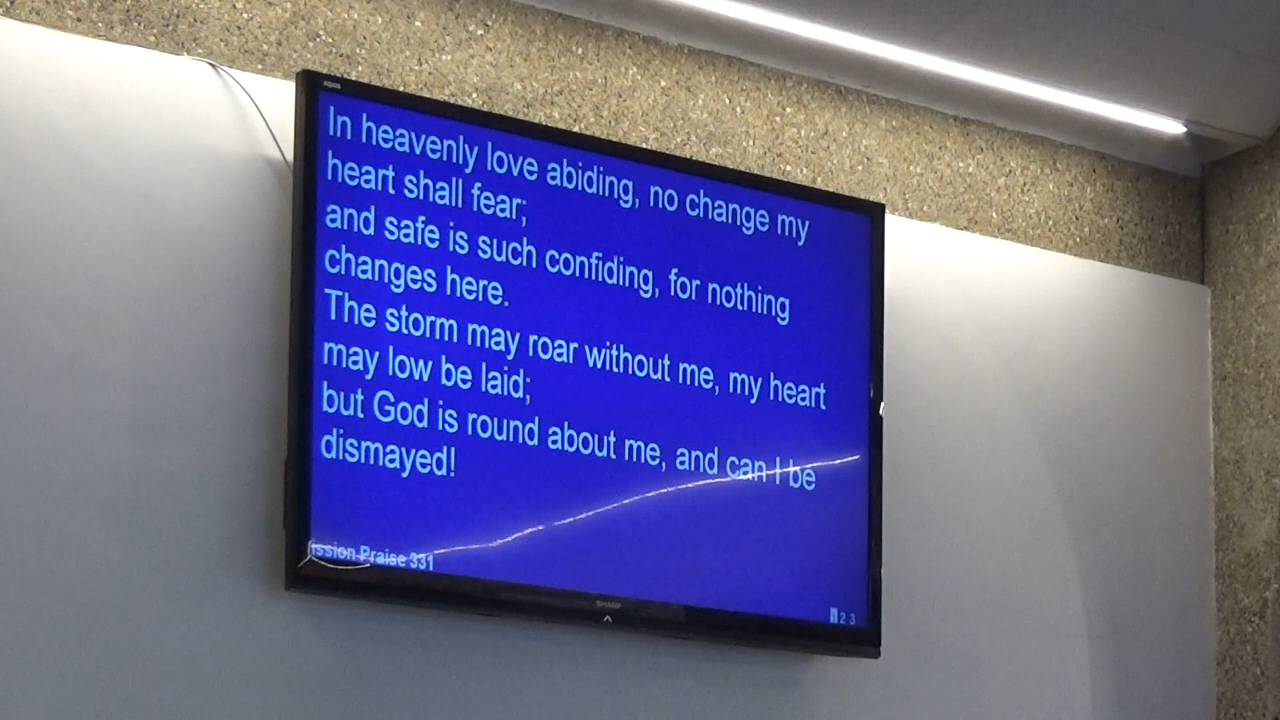 In heavenly love abiding, no change my
heart shall fear;
and safe is such confiding, for nothing
changes here.
The storm may roar without me, my heart
may low be laid;
but God is round about me, and can I be
dismayed!
ission Praise 331
1 2 3
SHARP